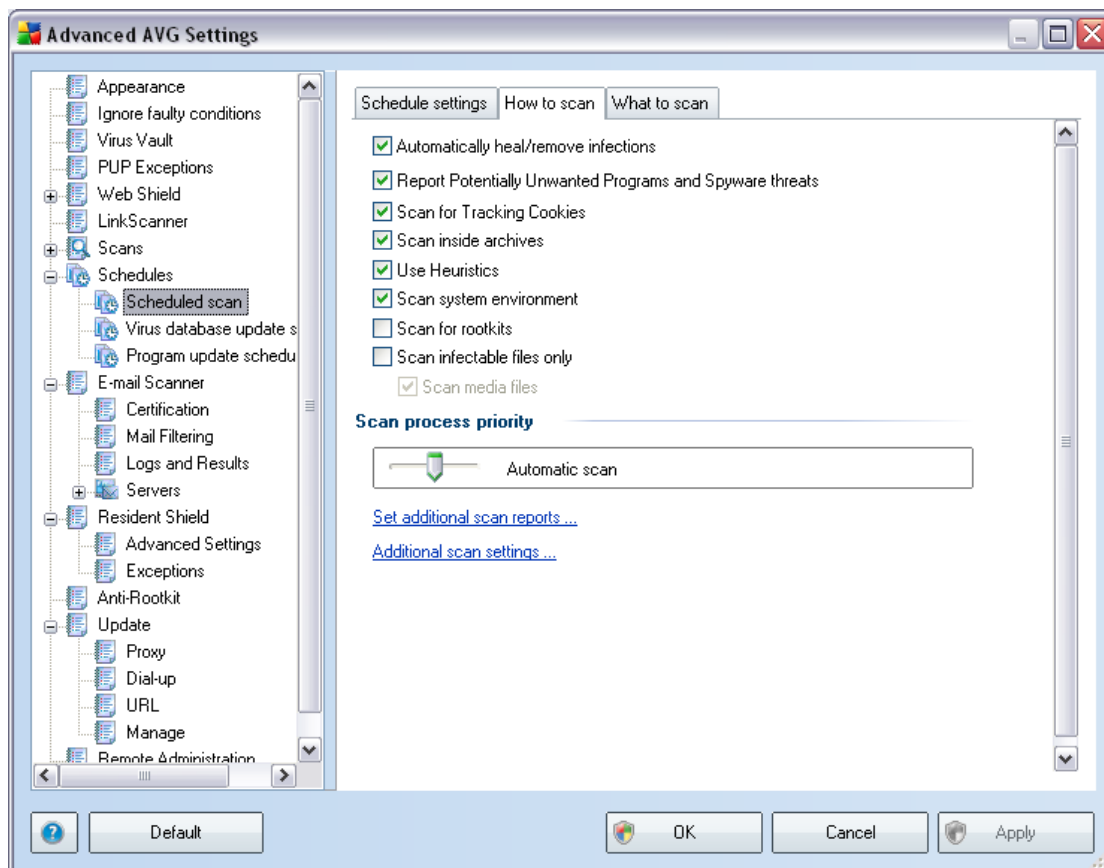 Advanced AVG Settings
Appearance
Ignore faulty conditions
Virus Vault
PUP Exceptions
Web Shield
LinkScanner
Scans
Schedules
Scheduled scan
Virus database update s
Program update schedu
E-mail Scanner
Certification
Mail Filtering
Logs and Results
Servers
Resident Shield
Advanced Settings
Exceptions
Anti-Rootkit
Update
Proxy
Dial-up
URL
Manage
Remote Administration
Schedule settings
How to scan
What to scan
Automatically heal/remove infections
Report Potentially Unwanted Programs and Spyware threats
Scan for Tracking Cookies
Scan inside archives
Use Heuristics
Scan system environment
Scan for rootkits
Scan infectable files only
Scan media files
Scan process priority
Automatic scan
Set additional scan reports ...
Additional scan settings ...
Default
OK
Cancel
Apply